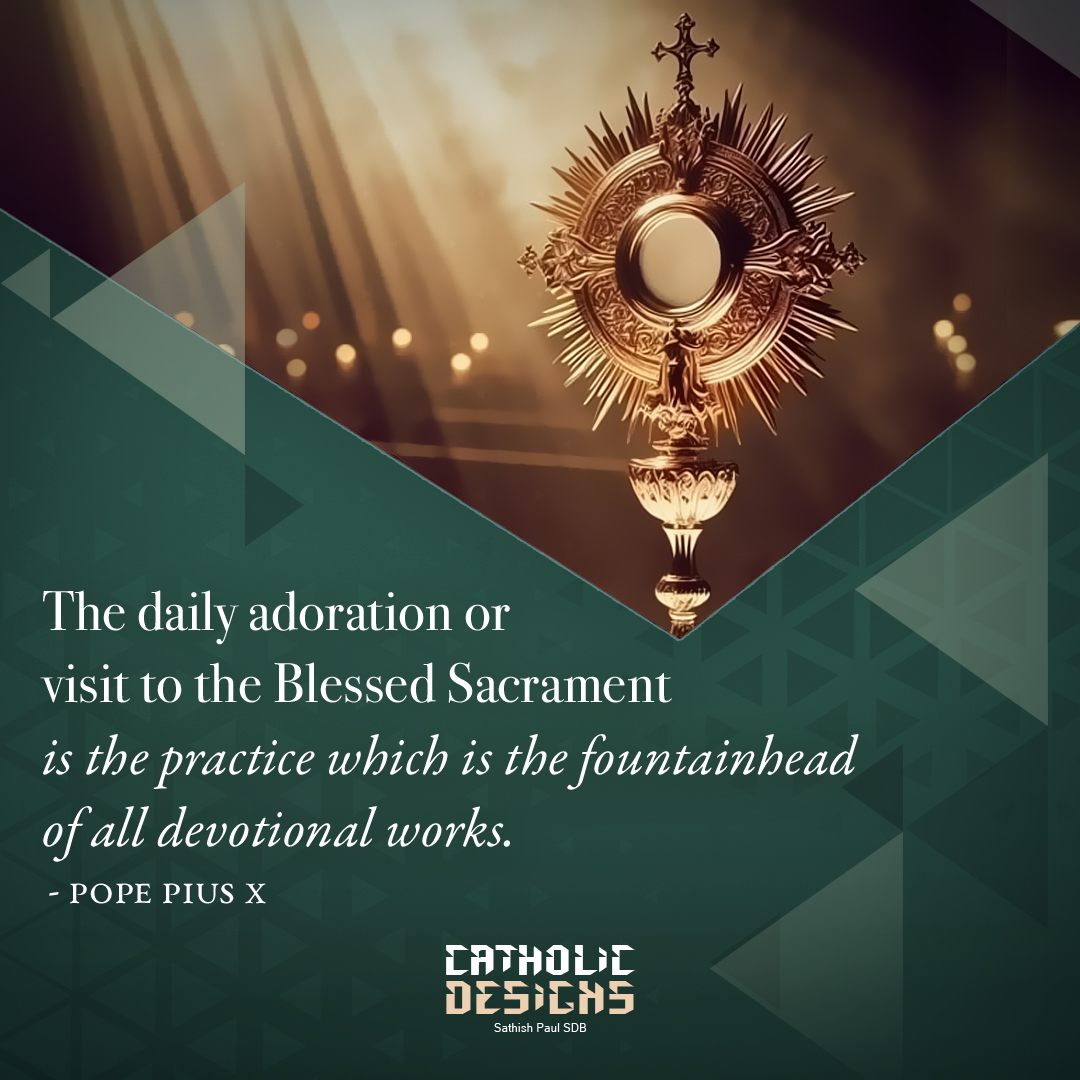 The daily adoration or
visit to the Blessed Sacrament
is the practice which is the fountainhead
of all devotional works.
- POPE PIUS X
CATHOLIC
DESIGNS
Sathish Paul SDB